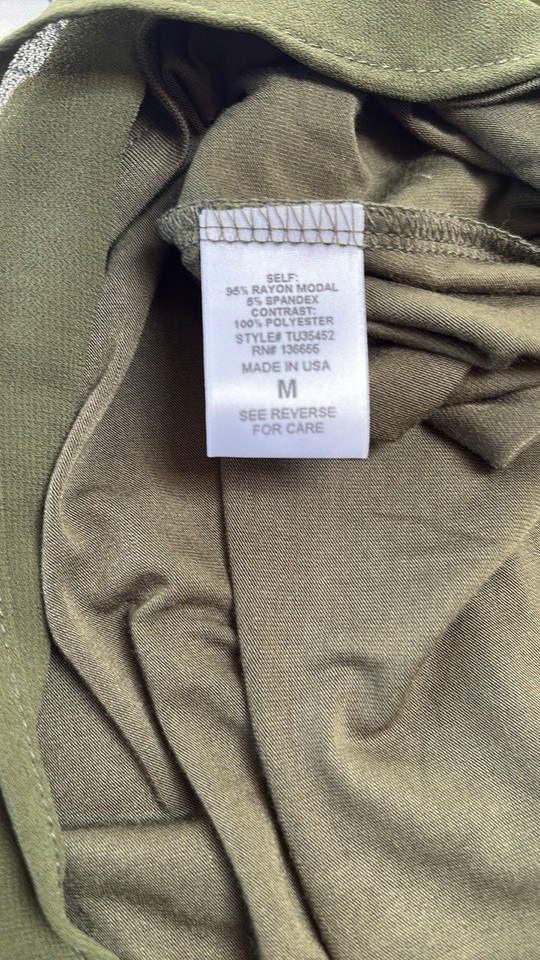 SELF:
95% RAYON MODAL
5% SPANDEX
CONTRAST:
100% POLYESTER
STYLE# TU35452
RN# 136656
MADE IN USA
M
SEE REVERSE
FOR CARE